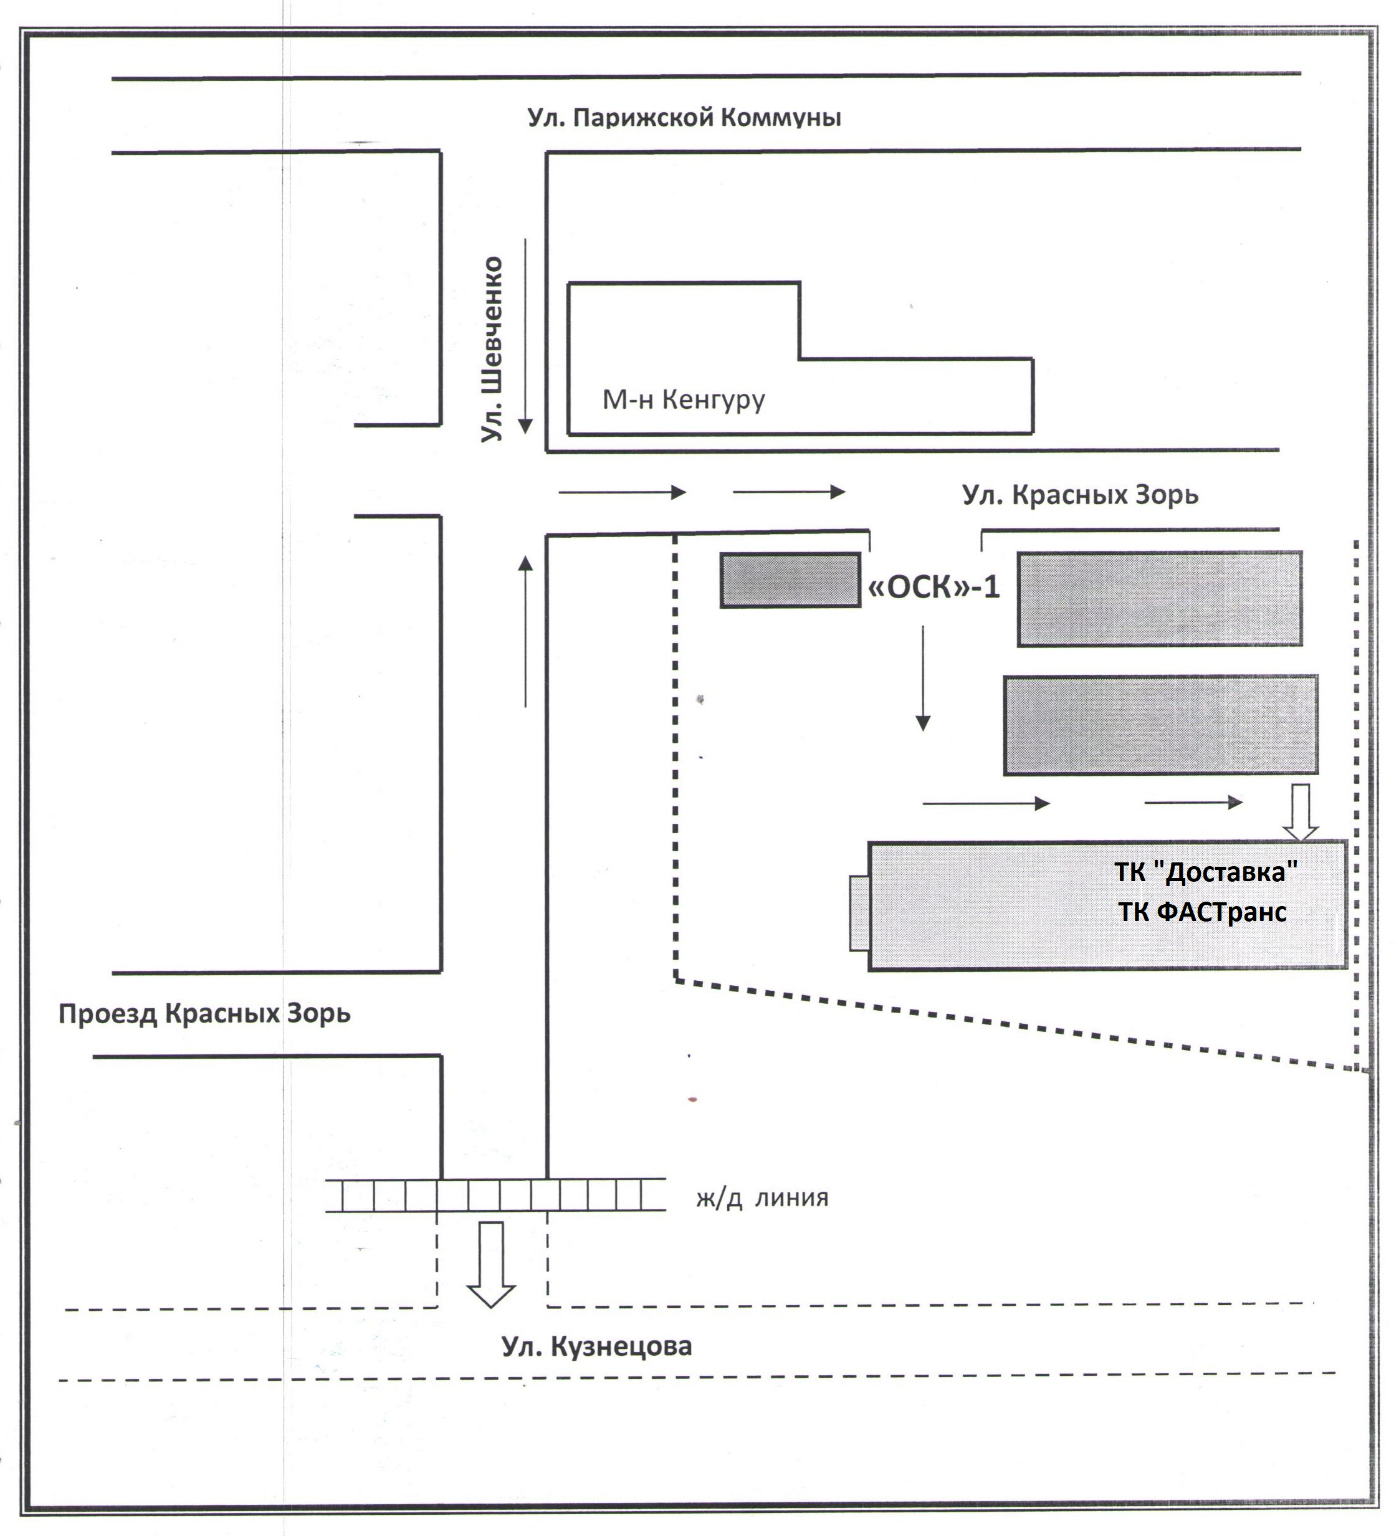 Ул. Парижской Коммуны
Ул. Шевченко
М-н Кенгуру
Ул. Красных Зорь
«ОСК»-1
ТК "Доставка"
ТК ФАСТранс
Проезд Красных Зорь
ж/д линия
Ул. Кузнецова